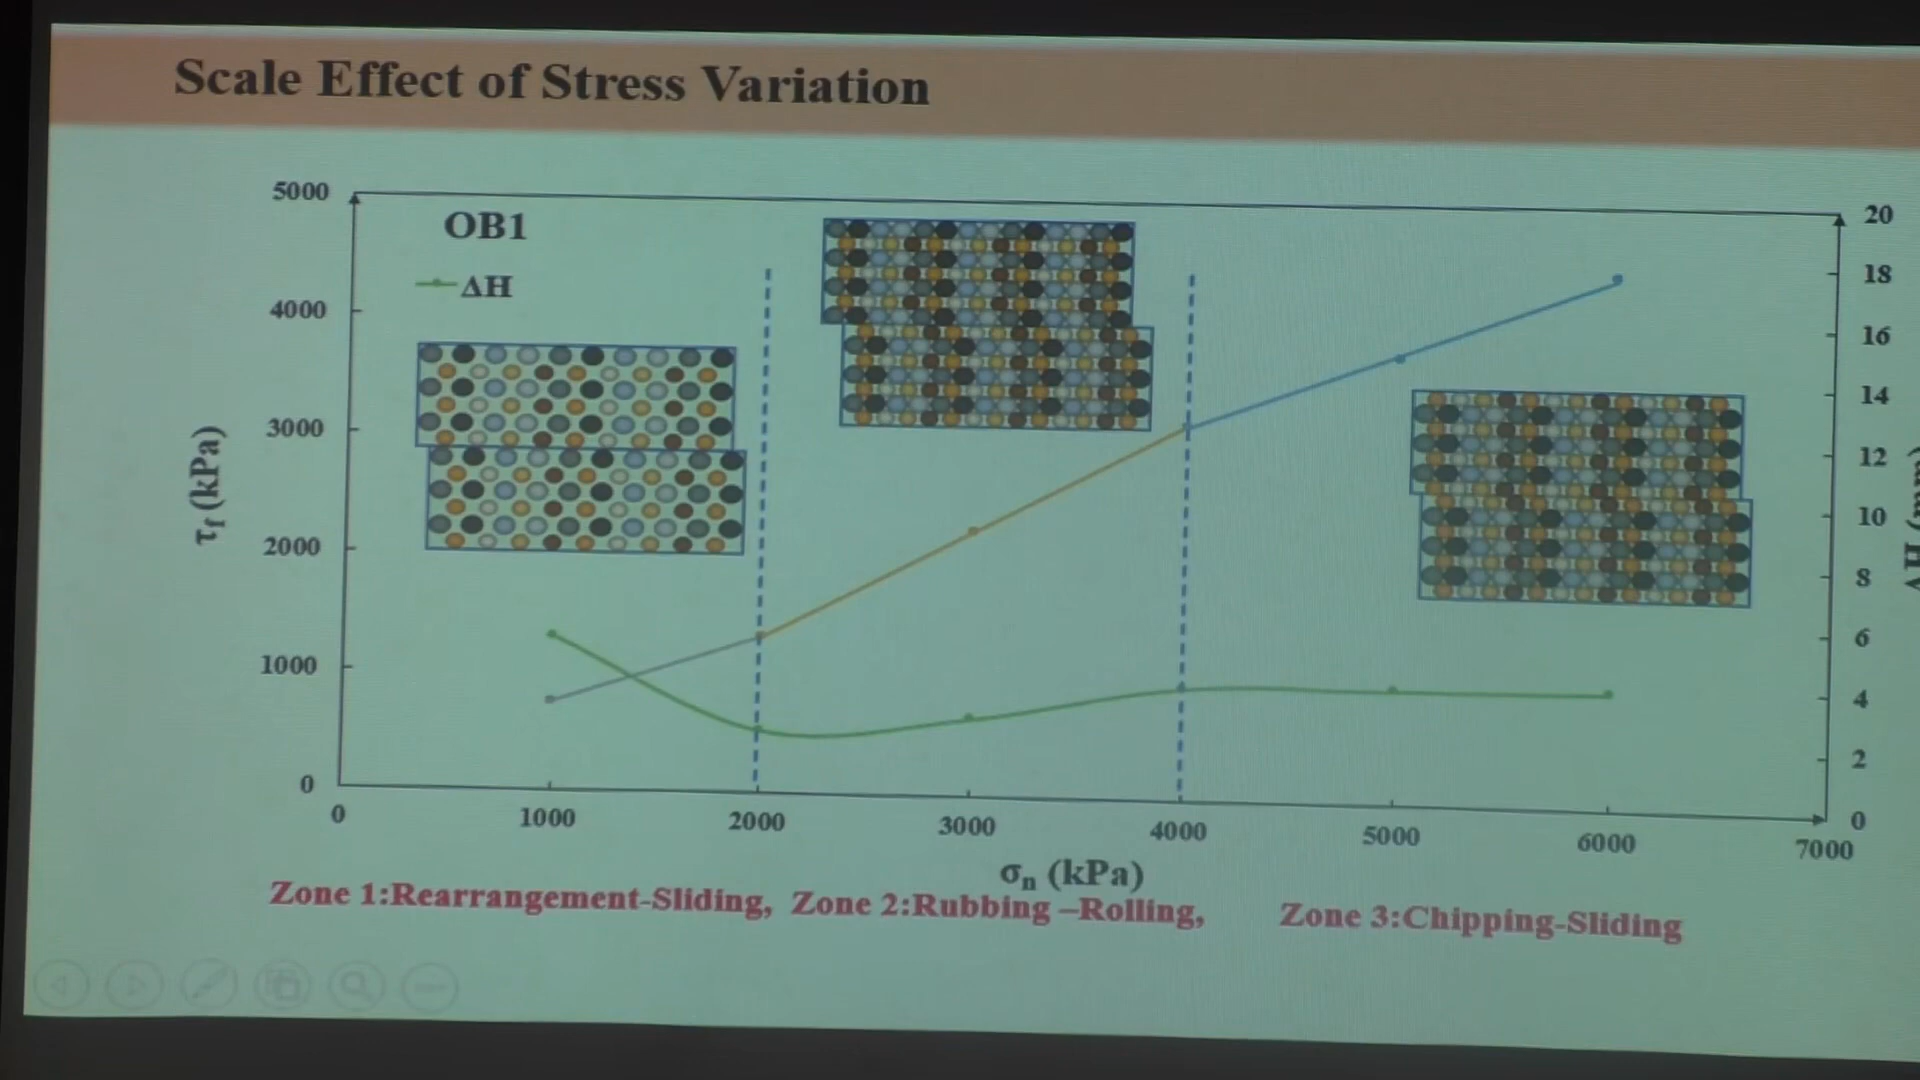 Scale Effect of Stress Variation
OB1
ΔH
5000
4000
3000
2000
1000
0
τf (kPa)
20
18
16
14
12
10
8
6
4
2
0
0 1000 2000 3000 4000 5000 6000 7000
σn (kPa)
Zone 1:Rearrangement-Sliding, Zone 2:Rubbing –Rolling, Zone 3:Chipping-Sliding